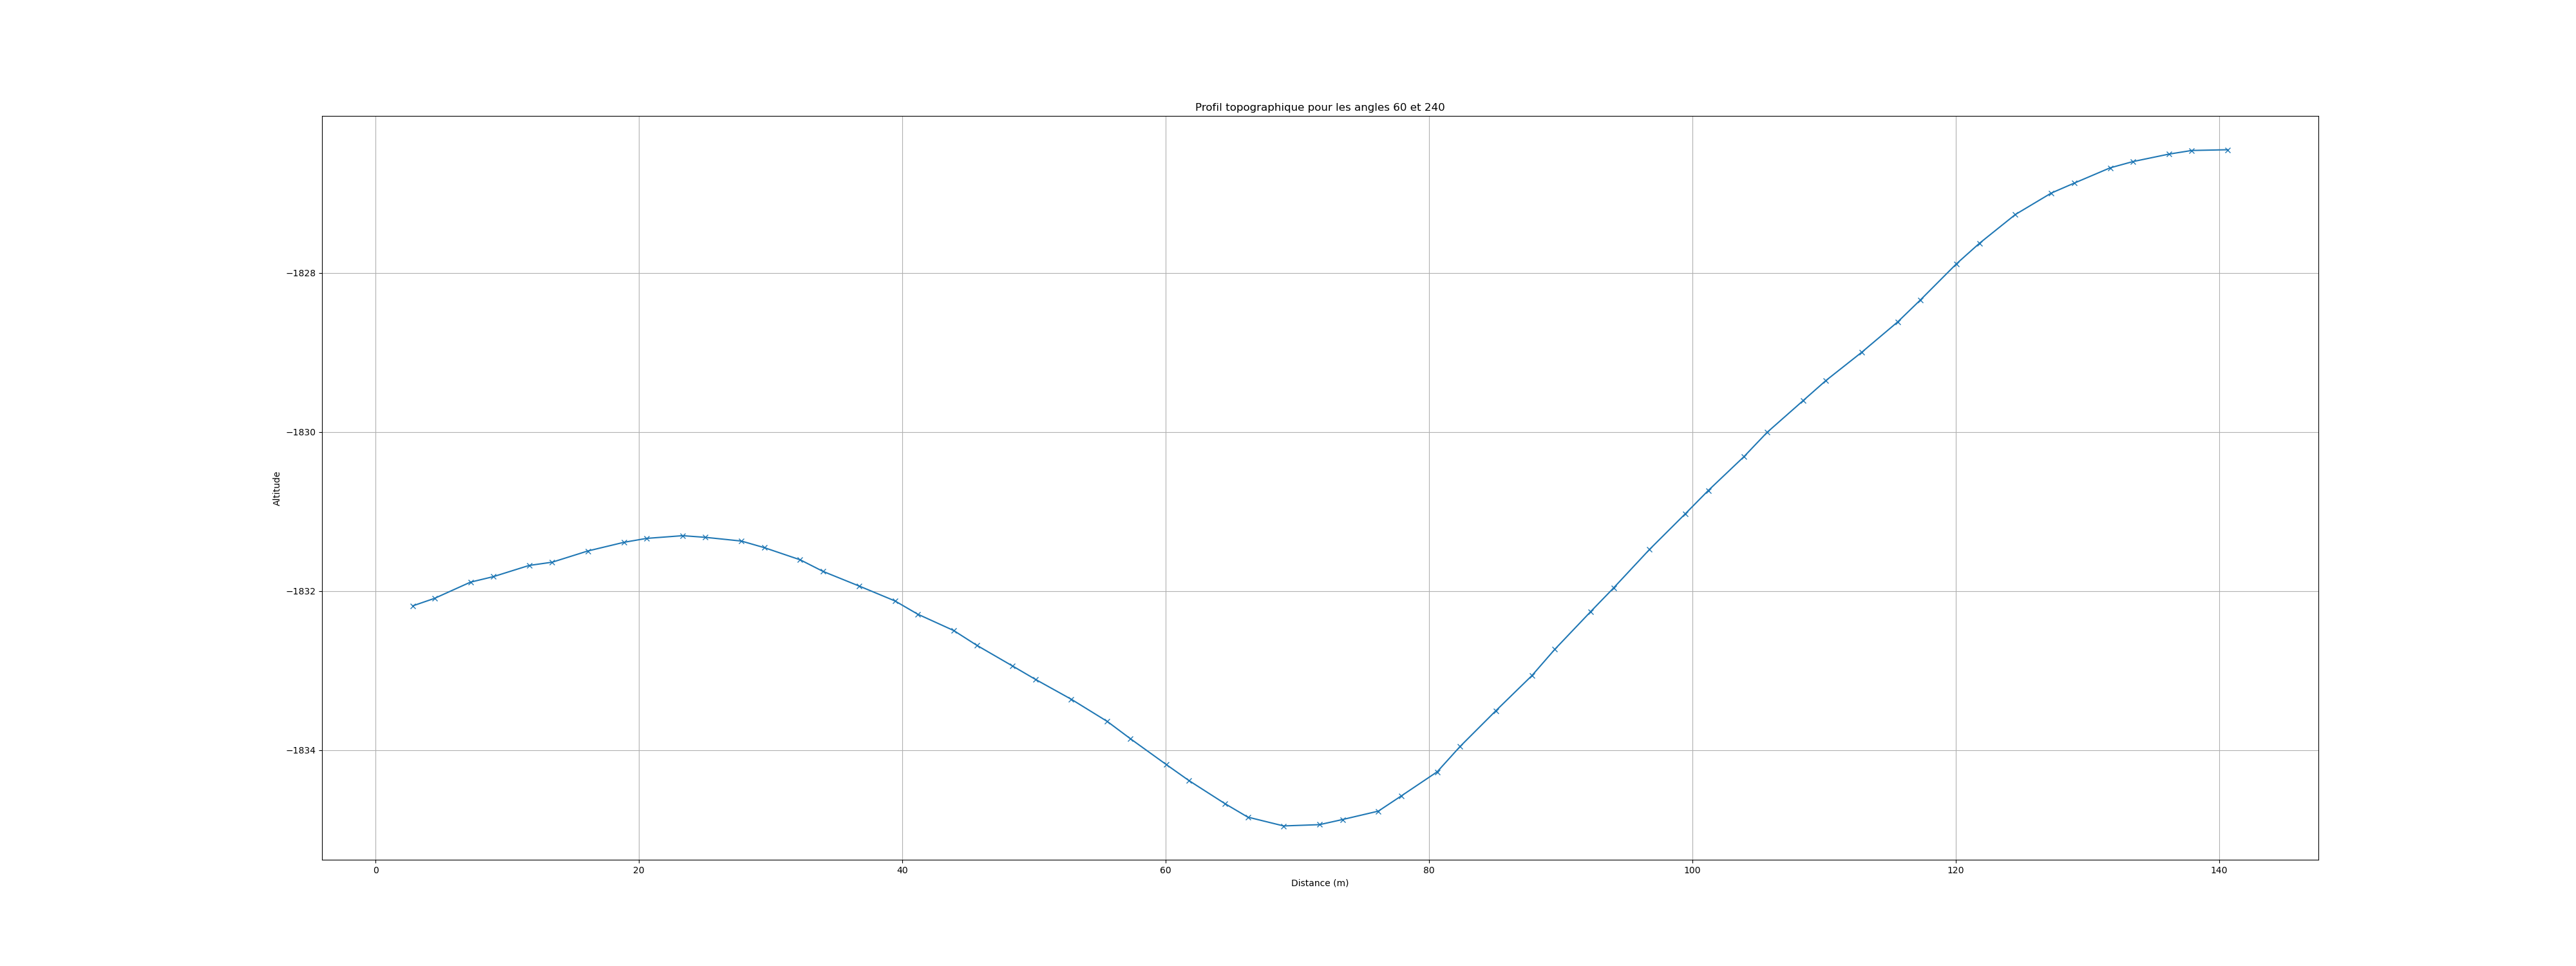 Profil topographique pour les angles 60 et 240
Altitude
−1828
−1830
−1832
−1834
0 20 40 60 80 100 120 140
Distance (m)